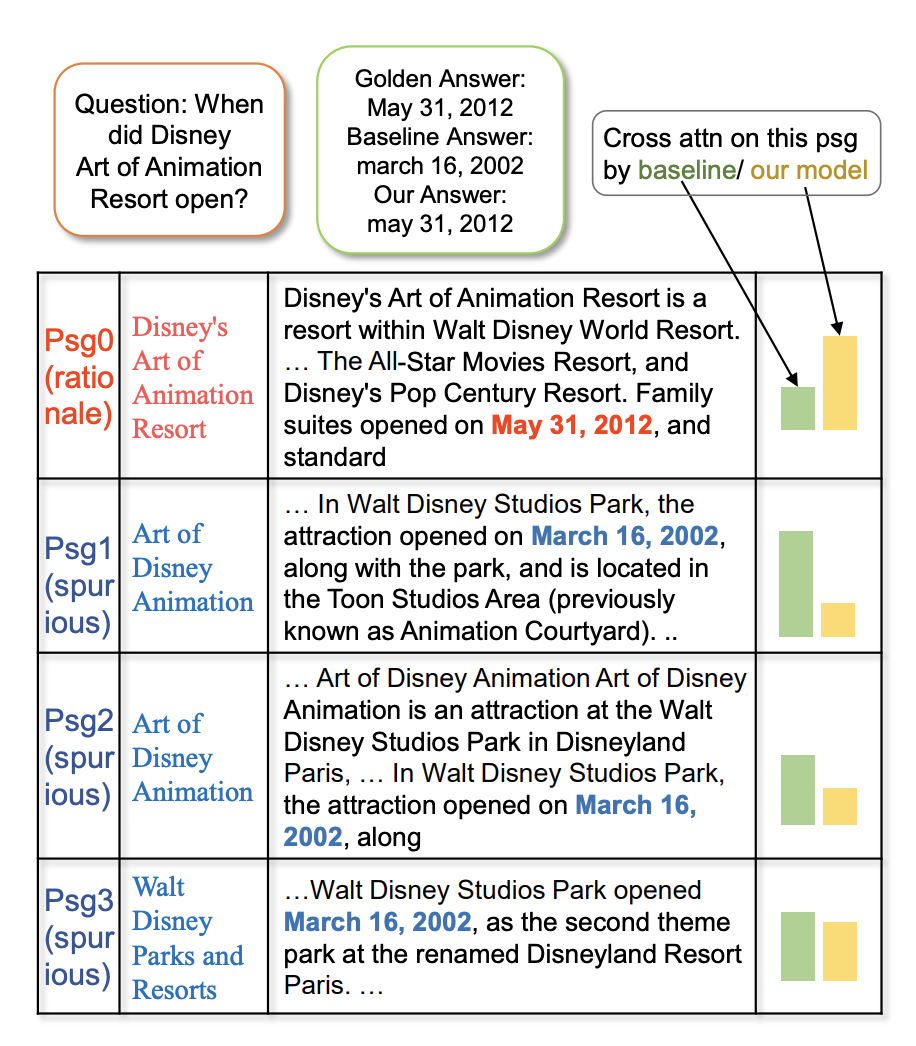 Question: When
did Disney
Art of Animation
Resort open?
Golden Answer:
May 31, 2012
Baseline Answer:
march 16, 2002
Our Answer:
may 31, 2012
Cross attn on this psg
by baseline/ our model
Psg0
(ratio
nale)
Disney's
Art of
Animation
Resort
Disney's Art of Animation Resort is a
resort within Walt Disney World Resort.
… The All-Star Movies Resort, and
Disney's Pop Century Resort. Family
suites opened on May 31, 2012, and
standard
Psg1
(spur
ious)
Art of
Disney
Animation
… In Walt Disney Studios Park, the
attraction opened on March 16, 2002,
along with the park, and is located in
the Toon Studios Area (previously
known as Animation Courtyard). ..
Psg2
(spur
ious)
Art of
Disney
Animation
… Art of Disney Animation Art of Disney
Animation is an attraction at the Walt
Disney Studios Park in Disneyland
Paris, … In Walt Disney Studios Park,
the attraction opened on March 16,
2002, along
Psg3
(spur
ious)
Walt
Disney
Parks and
Resorts
…Walt Disney Studios Park opened
March 16, 2002, as the second theme
park at the renamed Disneyland Resort
Paris. …